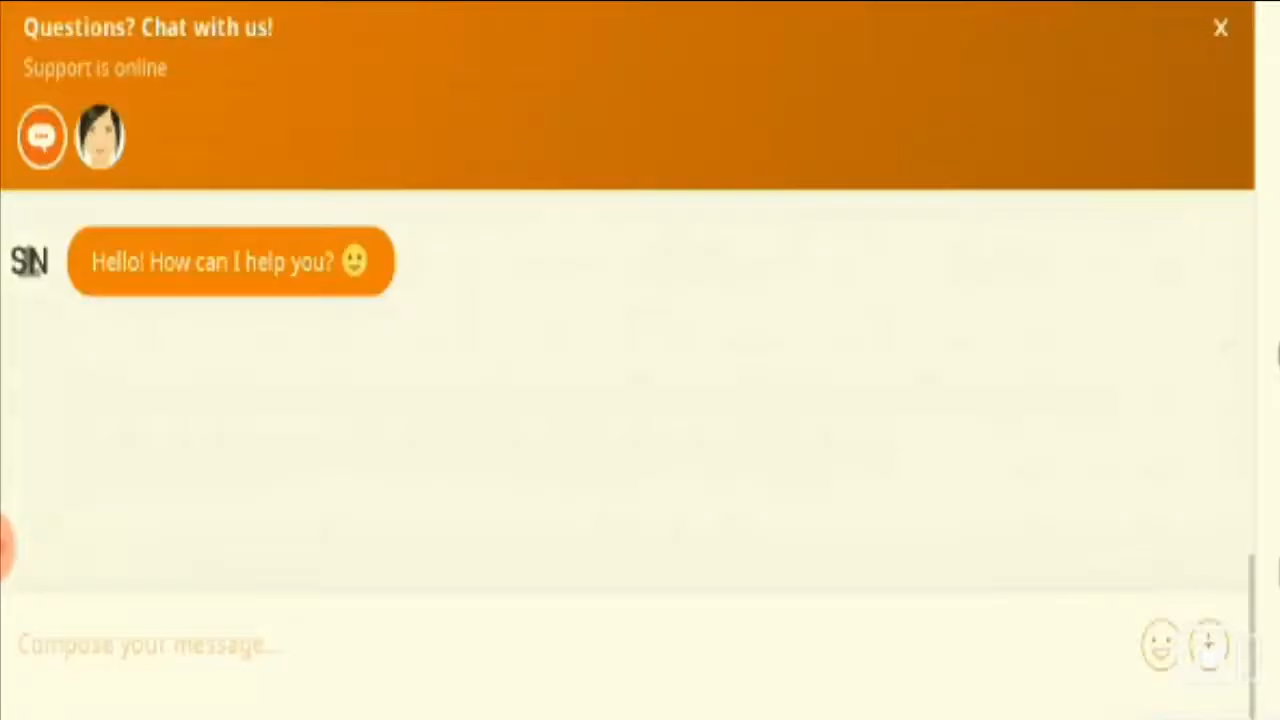 Questions? Chat with us!
X
Support is online
SN
Hello! How can I help you?
Compose your message...